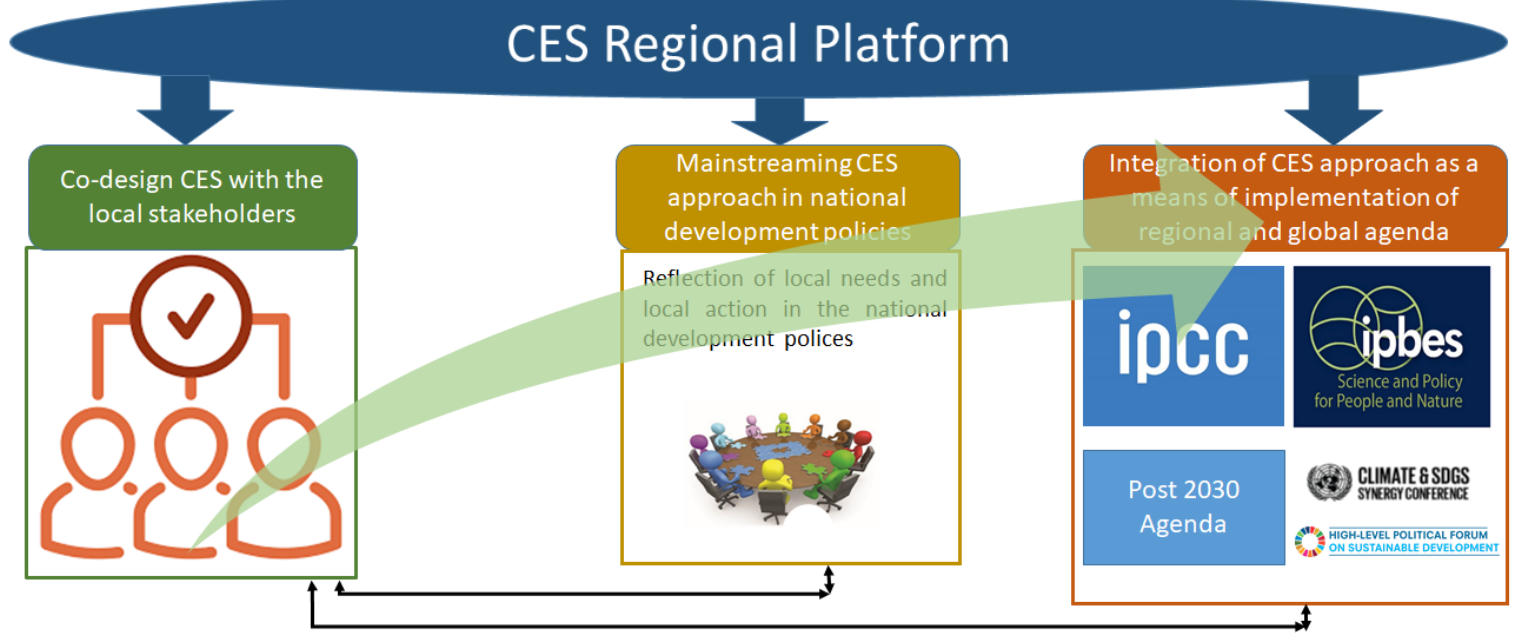 CES Regional Platform
Co-design CES with the
local stakeholders
Mainstreaming CES
approach in national
development policies
Reflection of local needs and
local action in the national
development polices
Integration of CES approach as a
means of implementation of
regional and global agenda
ipcc
ipbes
Science and Policy
for People and Nature
Post 2030
Agenda
CLIMATE & SDGS
SYNERGY CONFERENCE
HIGH-LEVEL POLITICAL FORUM
ON SUSTAINABLE DEVELOPMENT